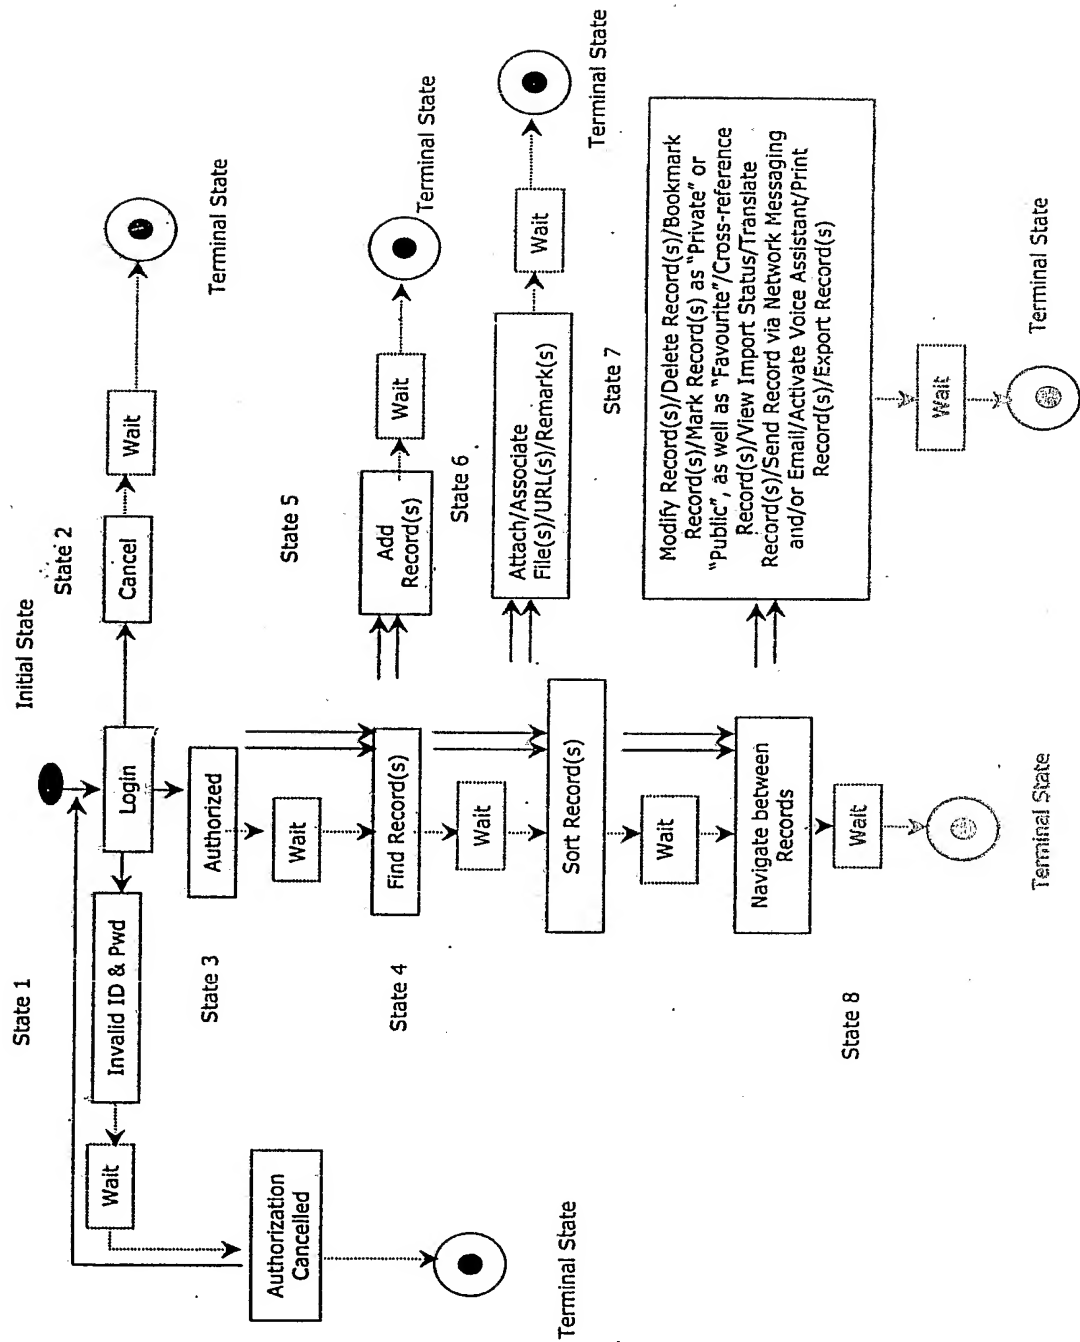 Initial State
State 1
State 2
Login
Cancel
Wait
Terminal State
Invalid ID & Pwd
Wait
Authorization
Cancelled
Terminal State
State 3
Authorized
Wait
State 4
Find Record(s)
Wait
State 5
Add
Record(s)
Wait
Terminal State
Sort Record(s)
Wait
State 6
Attach/Associate
File(s)/URL(s)/Remark(s)
Wait
Terminal State
Navigate between
Records
State 7
Modify Record(s)/Delete Record(s)/Bookmark
Record(s)/Mark Record(s) as “Private” or
“Public”, as well as “Favourite”/Cross-reference
Record(s)/View Import Status/Translate
Record(s)/Send Record via Network Messaging
and/or Email/Activate Voice Assistant/Print
Record(s)/Export Record(s)
Wait
Terminal State
State 8
Wait
Terminal State